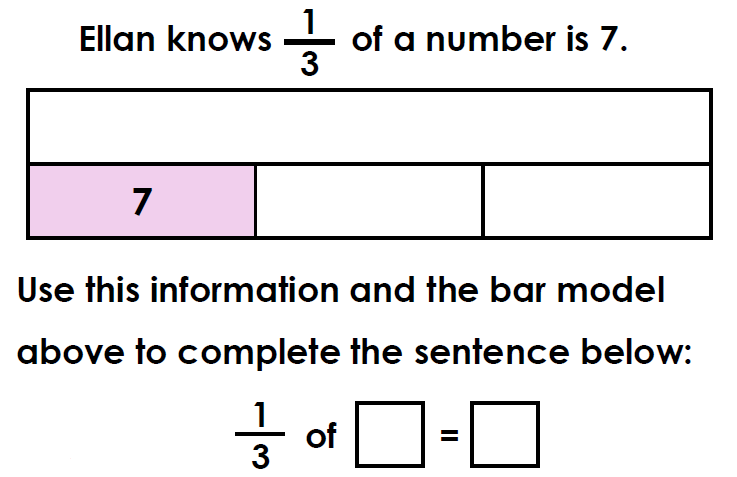 Ellan knows 1/3 of a number is 7.
7
Use this information and the bar model
above to complete the sentence below:
1/3 of □ = □